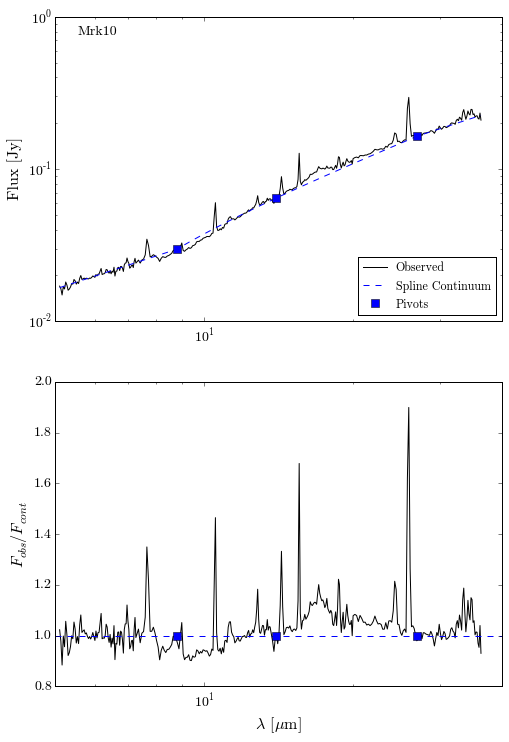 Mrk10
10⁰
10⁻¹
10⁻²
Flux [Jy]
Observed
Spline Continuum
Pivots
10¹
2.0
1.8
1.6
1.4
1.2
1.0
0.8
F_obs/F_cont
10¹
λ [μm]